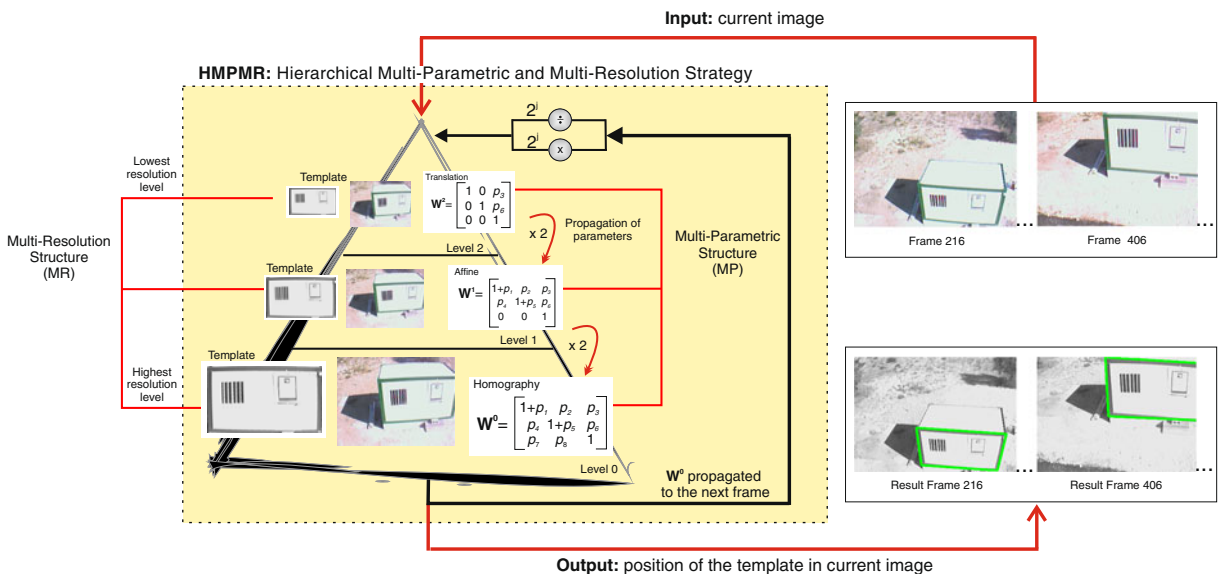 Input: current image
HMPMR: Hierarchical Multi-Parametric and Multi-Resolution Strategy
2^j
÷
2^j
x
Lowest
resolution
level
Template
Translation
W²=
1 0 p₃
0 1 p₆
0 0 1
Propagation of
parameters
x 2
Multi-Resolution
Structure
(MR)
Multi-Parametric
Structure
(MP)
Level 2
Template
Affine
W¹=
1+p₁ p₂ p₃
p₄ 1+p₅ p₆
0 0 1
Level 1
x 2
Highest
resolution
level
Template
Homography
W⁰=
1+p₁ p₂ p₃
p₄ 1+p₅ p₆
p₇ p₈ 1
Level 0
W⁰ propagated
to the next frame
... ...
Frame 216 Frame 406
... ...
Result Frame 216 Result Frame 406
Output: position of the template in current image